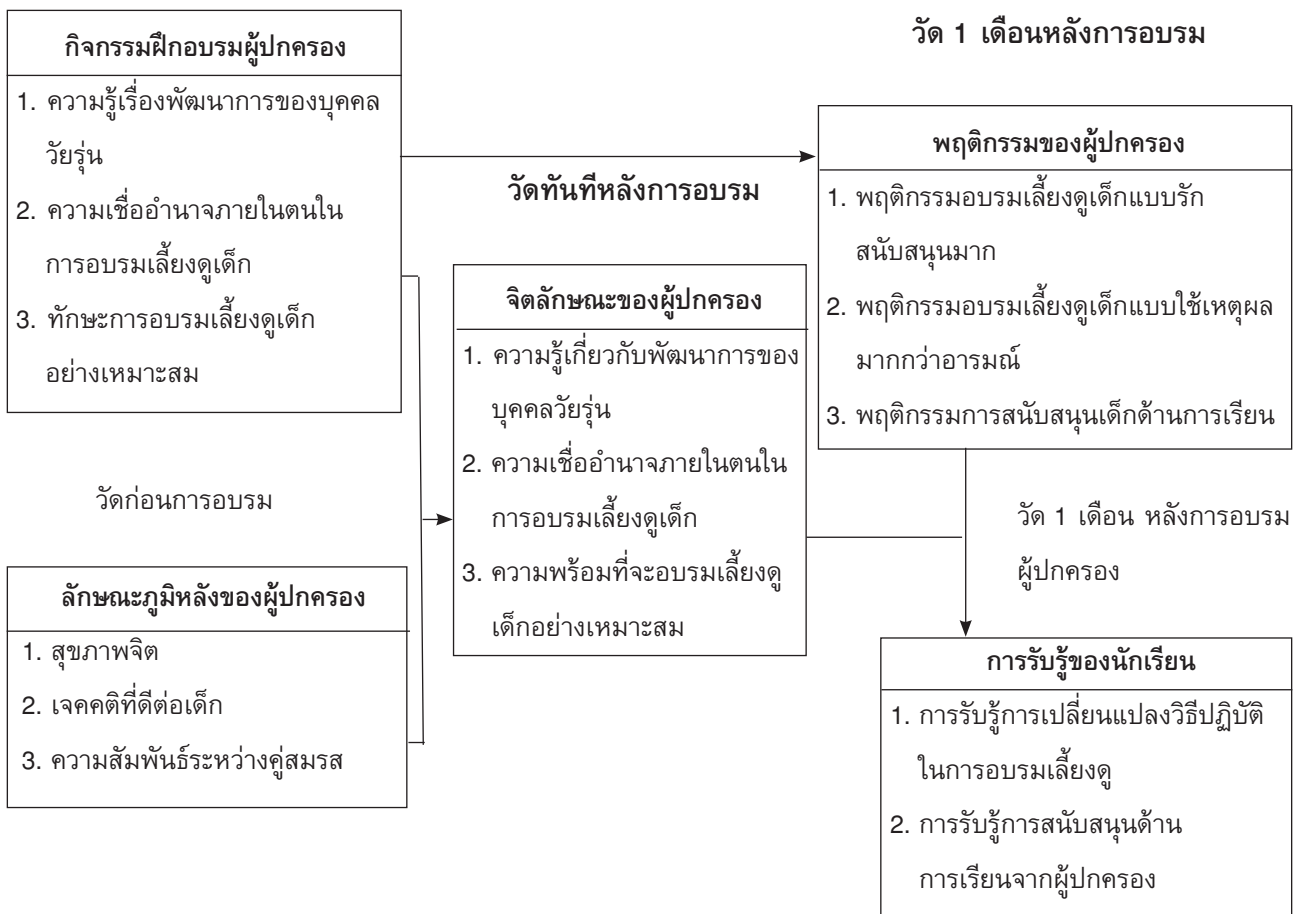 กิจกรรมฝึกอบรมผู้ปกครอง
1. ความรู้เรื่องพัฒนาการของบุคคล
วัยรุ่น
2. ความเชื่ออำนาจภายในตนใน
การอบรมเลี้ยงดูเด็ก
3. ทักษะการอบรมเลี้ยงดูเด็ก
อย่างเหมาะสม
วัดก่อนการอบรม
ลักษณะภูมิหลังของผู้ปกครอง
1. สุขภาพจิต
2. เจคคติที่ดีต่อเด็ก
3. ความสัมพันธ์ระหว่างคู่สมรส
วัดทันทีหลังการอบรม
จิตลักษณะของผู้ปกครอง
1. ความรู้เกี่ยวกับพัฒนาการของ
บุคคลวัยรุ่น
2. ความเชื่ออำนาจภายในตนใน
การอบรมเลี้ยงดูเด็ก
3. ความพร้อมที่จะอบรมเลี้ยงดู
เด็กอย่างเหมาะสม
วัด 1 เดือนหลังการอบรม
พฤติกรรมของผู้ปกครอง
1. พฤติกรรมอบรมเลี้ยงดูเด็กแบบรัก
สนับสนุนมาก
2. พฤติกรรมอบรมเลี้ยงดูเด็กแบบใช้เหตุผล
มากกว่าอารมณ์
3. พฤติกรรมการสนับสนุนเด็กด้านการเรียน
วัด 1 เดือน หลังการอบรม
ผู้ปกครอง
การรับรู้ของนักเรียน
1. การรับรู้การเปลี่ยนแปลงวิธีปฏิบัติ
ในการอบรมเลี้ยงดู
2. การรับรู้การสนับสนุนด้าน
การเรียนจากผู้ปกครอง